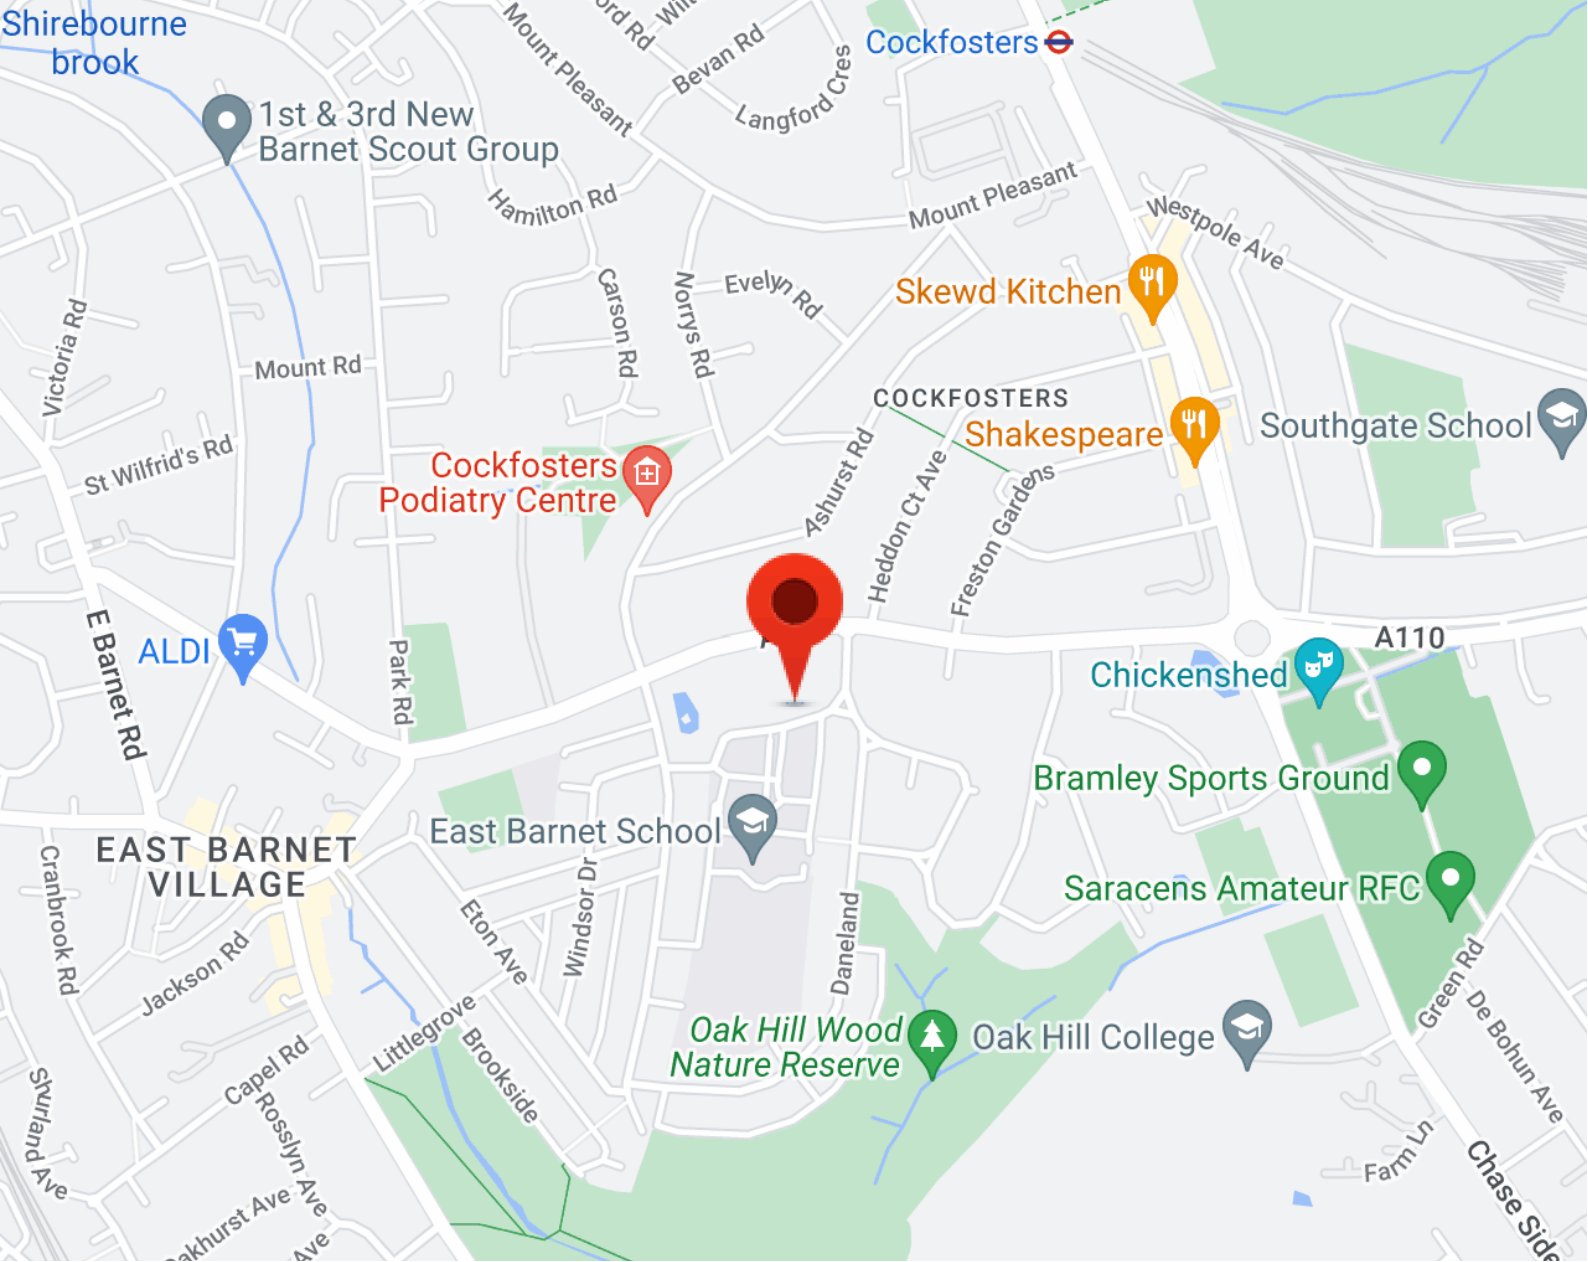 Shirebourne
brook
Mount Pleasant
Bevan Rd
Langford Cres
Cockfosters
1st & 3rd New
Barnet Scout Group
Hamilton Rd
Mount Pleasant
Westpole Ave
Carson Rd
Norrys Rd
Evelyn Rd
Skewd Kitchen
Victoria Rd
Mount Rd
COCKFOSTERS
Shakespeare
Southgate School
St Wilfrid's Rd
Cockfosters
Podiatry Centre
Ashurst Rd
Heddon Ct Ave
Freston Gardens
E Barnet Rd
ALDI
Park Rd
A110
Chickenshed
Bramley Sports Ground
EAST BARNET
VILLAGE
East Barnet School
Cranbrook Rd
Windsor Dr
Eton Ave
Daneland
Saracens Amateur RFC
Jackson Rd
Green Rd
De Bohun Ave
Littlegrove
Brookside
Oak Hill Wood
Nature Reserve
Oak Hill College
Capel Rd
Rosslyn Ave
Shurland Ave
Farm Ln
Chase Side
akhurst Ave
Ave